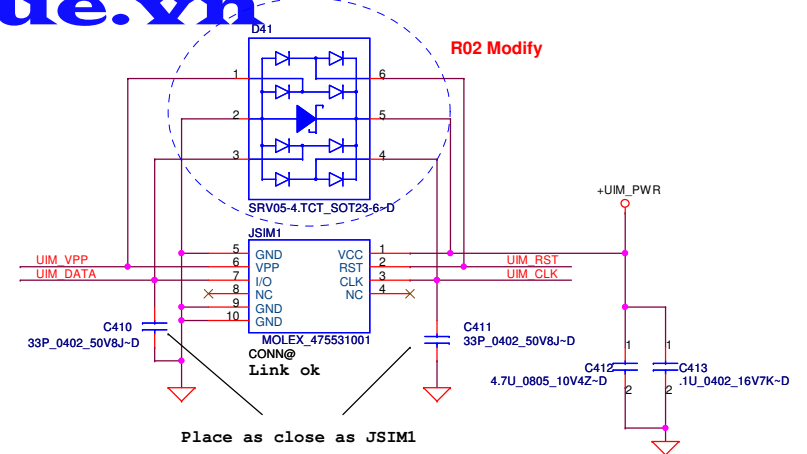 ue.vn
D41
R02 Modify
1
6
2
5
3
4
SRV05-4.TCT_SOT23-6~D
+UIM_PWR
JSIM1
UIM_VPP
UIM_DATA
5
6
7
8
9
10
GND
VPP
I/O
NC
GND
GND
VCC
RST
CLK
NC
1
2
3
4
UIM_RST
UIM_CLK
C410
33P_0402_50V8J~D
MOLEX_475531001
CONN@
Link ok
C411
33P_0402_50V8J~D
1
1
C412
4.7U_0805_10V4Z~D
C413
.1U_0402_16V7K~D
2
2
Place as close as JSIM1